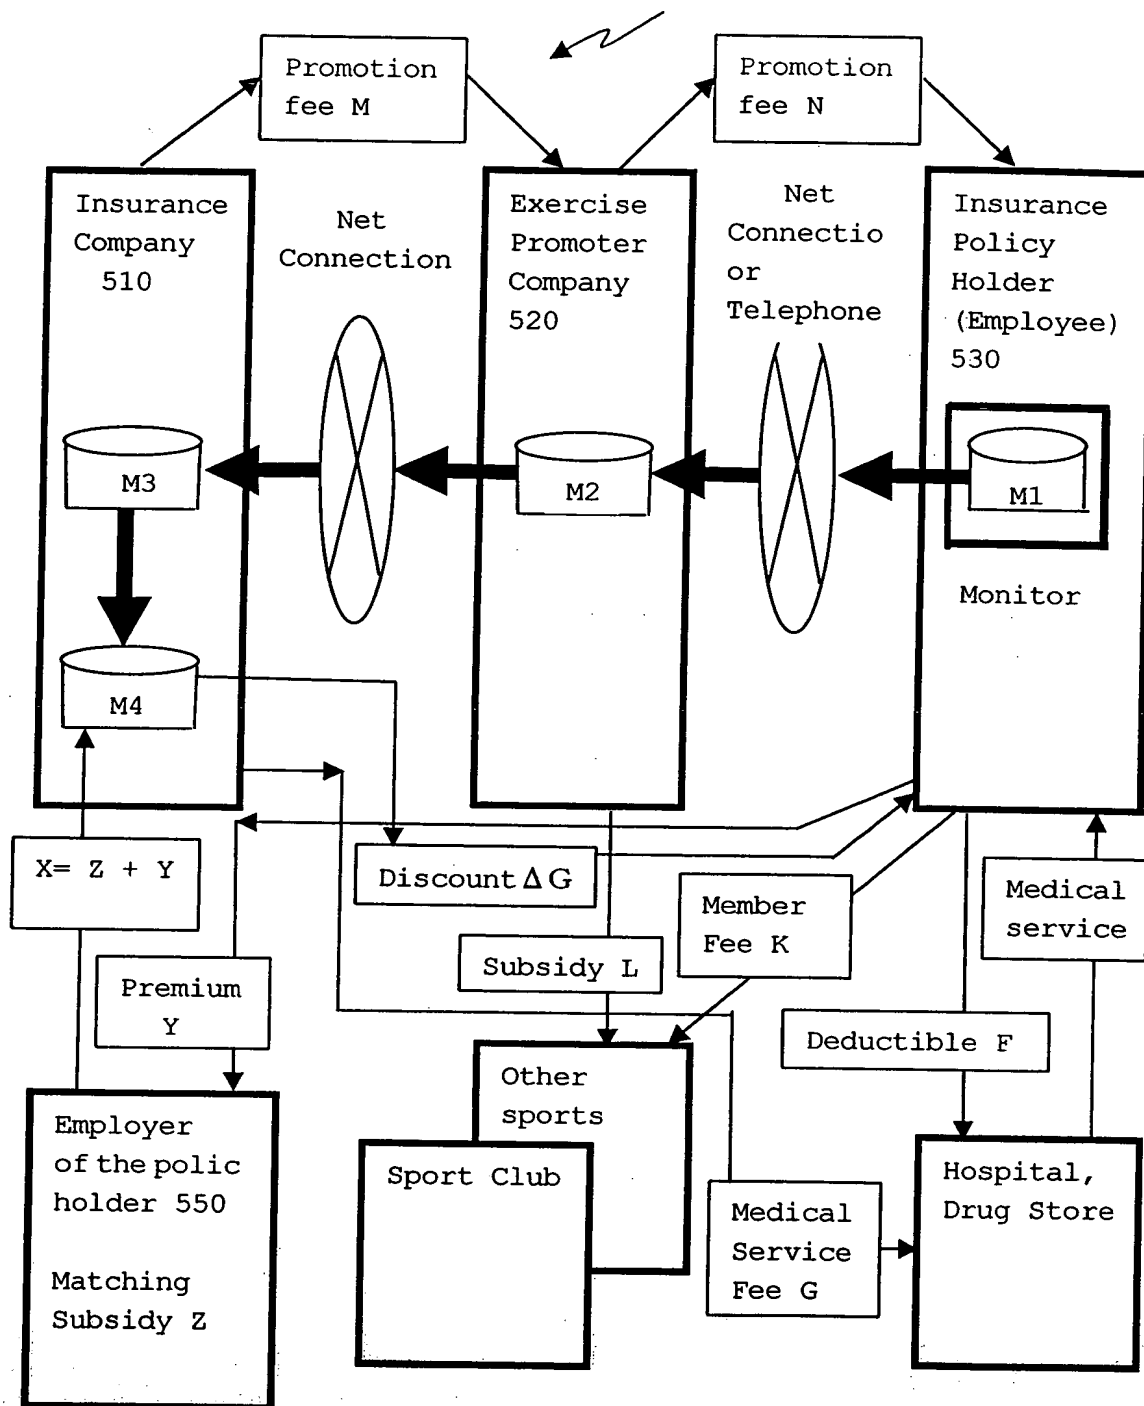 Promotion
fee M
Promotion
fee N
Insurance
Company
510
Net
Connection
Exercise
Promoter
Company
520
Net
Connectio
or
Telephone
Insurance
Policy
Holder
(Employee)
530
M3
M2
M1
Monitor
M4
X= Z + Y
Discount ΔG
Member
Fee K
Medical
service
Premium
Y
Subsidy L
Deductible F
Employer
of the polic
holder 550
Matching
Subsidy Z
Other
sports
Sport Club
Medical
Service
Fee G
Hospital,
Drug Store